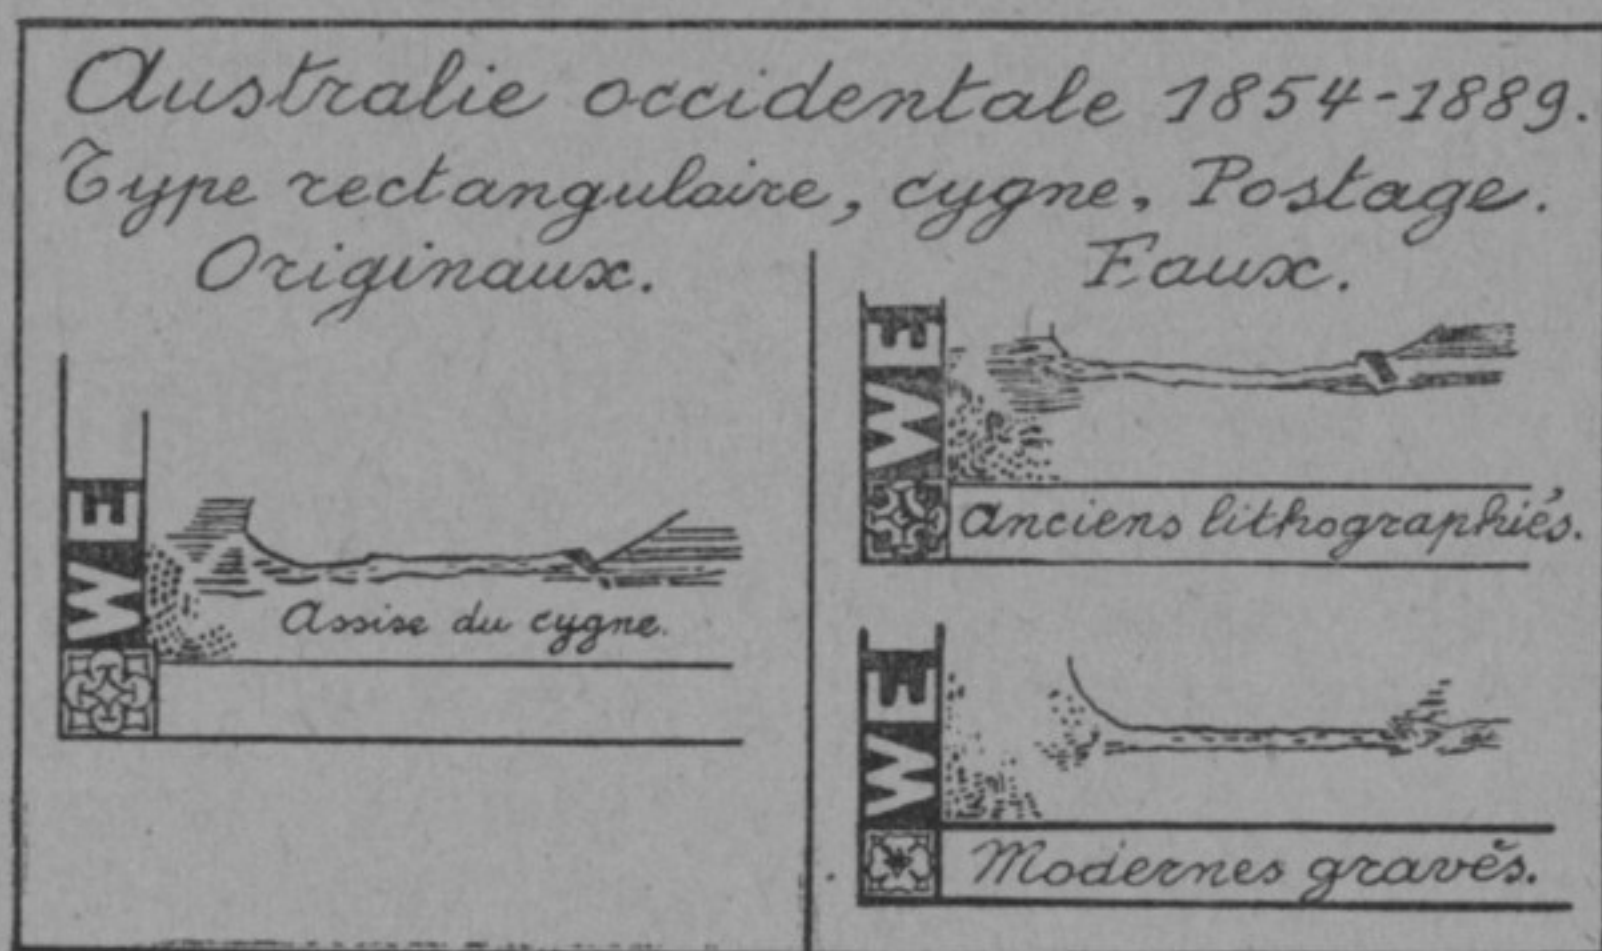 Australie occidentale 1854-1889.
Type rectangulaire, cygne. Postage.
Originaux.
WE
Assise du cygne.
Faux.
WE
Anciens lithographiés.
WE
Modernes gravés.